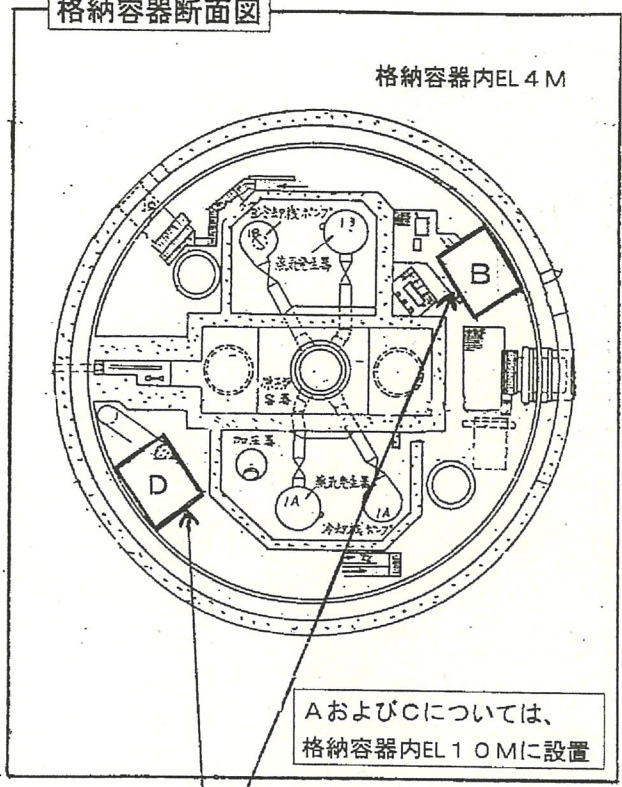 格納容器断面図
格納容器内EL4M
冷却材ポンプ
1B
1B
蒸気発生器
B
容器
加圧器
D
蒸気発生器
1A
1A
冷却材ポンプ
AおよびCについては、
格納容器内EL10Mに設置